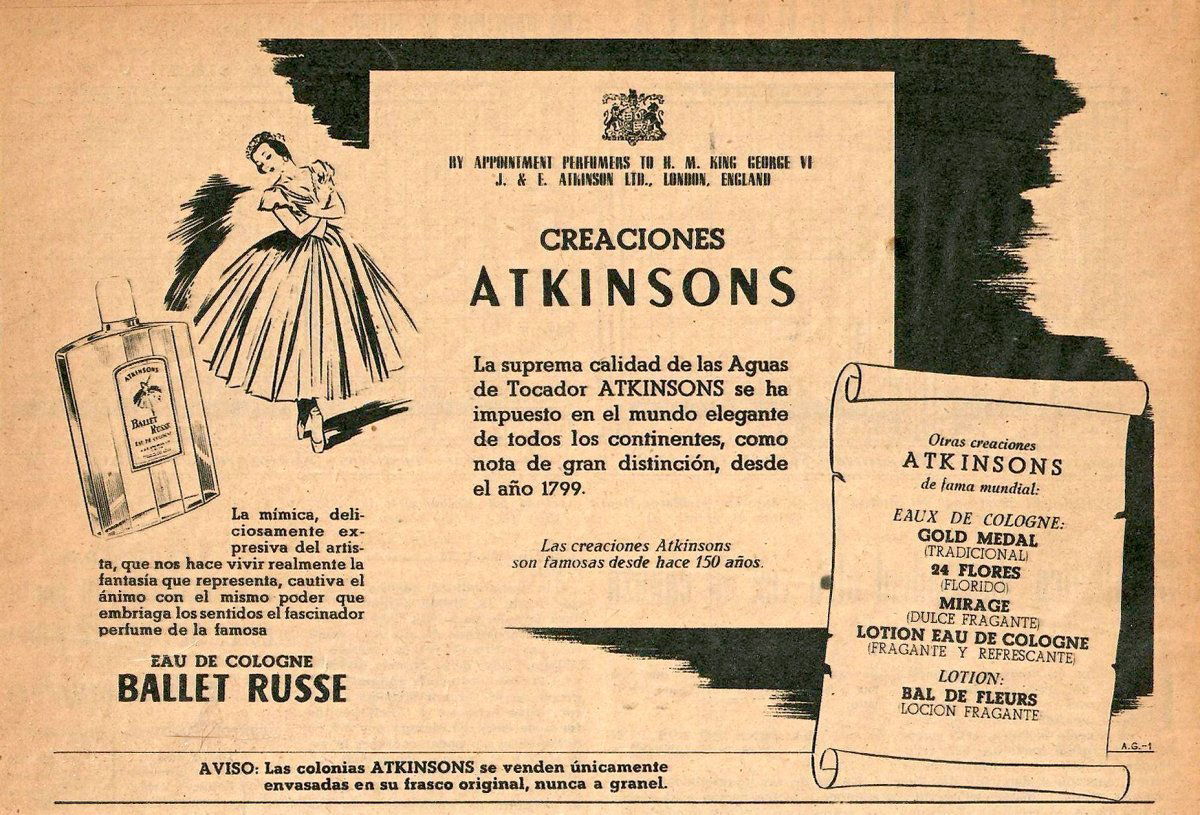 BY APPOINTMENT PERFUMERS TO H. M. KING GEORGE VI
J. & E. ATKINSON LTD., LONDON, ENGLAND
CREACIONES
ATKINSONS
La suprema calidad de las Aguas
de Tocador ATKINSONS se ha
impuesto en el mundo elegante
de todos los continentes, como
nota de gran distinción, desde
el año 1799.
Las creaciones Atkinsons
son famosas desde hace 150 años.
ATKINSONS
BALLET
RUSSE
EAU DE COLOGNE
La mímica, deli-
ciosamente ex-
presiva del artis-
ta, que nos hace vivir realmente la
fantasía que representa, cautiva el
ánimo con el mismo poder que
embriaga los sentidos el fascinador
perfume de la famosa
EAU DE COLOGNE
BALLET RUSSE
Otras creaciones
ATKINSONS
de fama mundial:
EAUX DE COLOGNE:
GOLD MEDAL
(TRADICIONAL)
24 FLORES
(FLORIDO)
MIRAGE
(DULCE FRAGANTE)
LOTION EAU DE COLOGNE
(FRAGANTE Y REFRESCANTE)
LOTION:
BAL DE FLEURS
LOCION FRAGANTE
A.G.-1
AVISO: Las colonias ATKINSONS se venden únicamente
envasadas en su frasco original, nunca a granel.